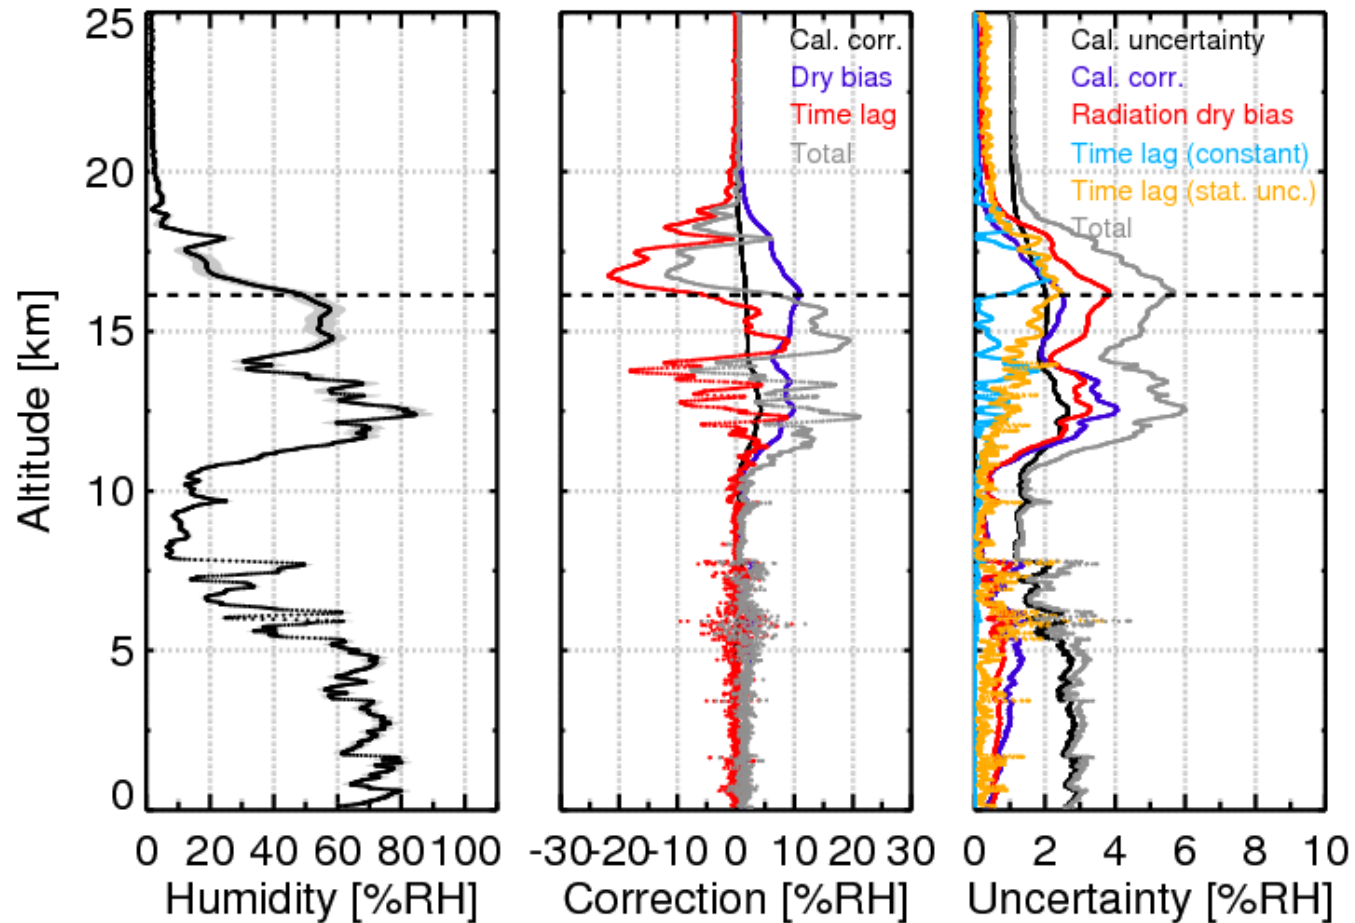 25
20
15
10
5
0
Altitude [km]
0 20 40 60 80 100
Humidity [%RH]
Cal. corr.
Dry bias
Time lag
Total
-30 -20 -10 0 10 20 30
Correction [%RH]
Cal. uncertainty
Cal. corr.
Radiation dry bias
Time lag (constant)
Time lag (stat. unc.)
Total
0 2 4 6 8 10
Uncertainty [%RH]